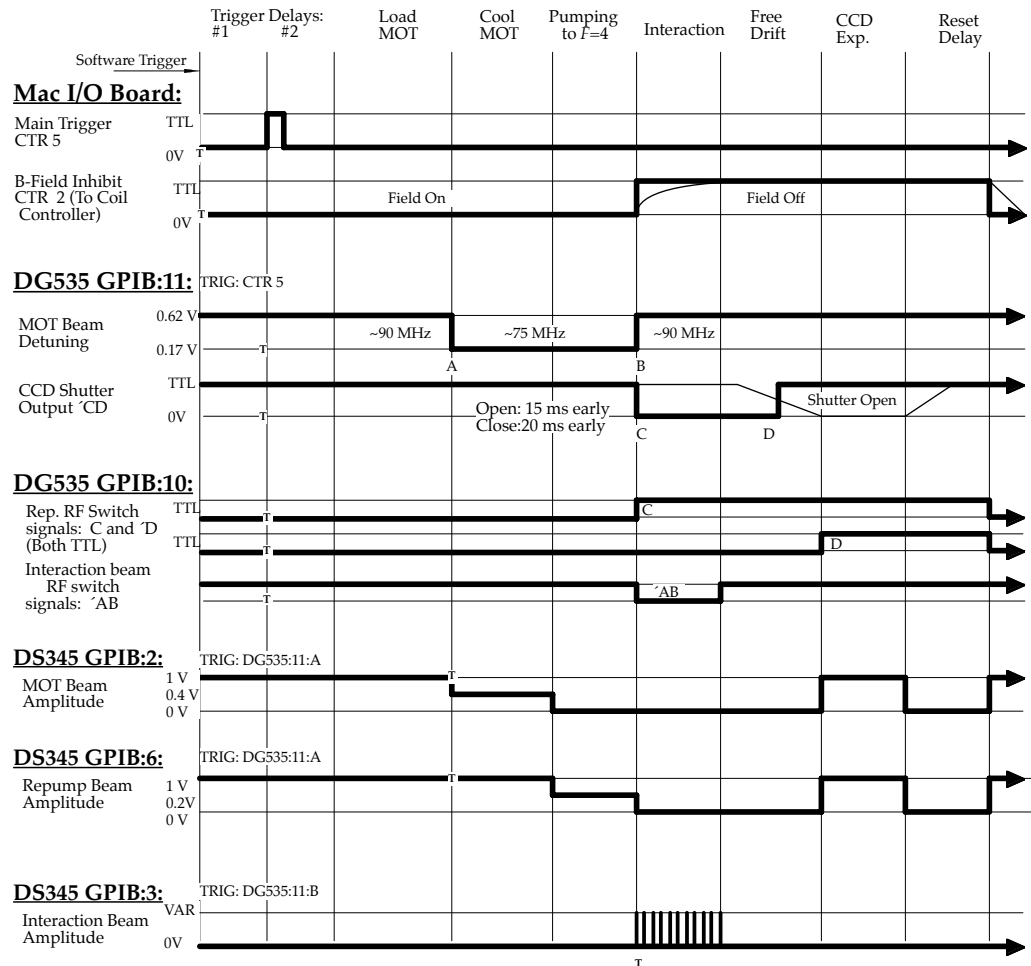 Trigger Delays:
#1 #2
Load
MOT
Cool
MOT
Pumping
to F=4
Interaction
Free
Drift
CCD
Exp.
Reset
Delay
Software Trigger
Mac I/O Board:
Main Trigger
CTR 5
TTL
0V
T
B-Field Inhibit
CTR 2 (To Coil
Controller)
TTL
0V
T
Field On
Field Off
DG535 GPIB:11:
TRIG: CTR 5
MOT Beam
Detuning
0.62 V
0.17 V
T
~90 MHz
~75 MHz
~90 MHz
A
B
CCD Shutter
Output ´CD
TTL
0V
T
Open: 15 ms early
Close:20 ms early
Shutter Open
C
D
DG535 GPIB:10:
Rep. RF Switch
signals: C and ´D
(Both TTL)
TTL
T
C
TTL
T
D
Interaction beam
RF switch
signals: ´AB
T
´AB
DS345 GPIB:2:
TRIG: DG535:11:A
MOT Beam
Amplitude
1 V
0.4 V
0 V
T
DS345 GPIB:6:
TRIG: DG535:11:A
Repump Beam
Amplitude
1 V
0.2V
0 V
T
DS345 GPIB:3:
TRIG: DG535:11:B
Interaction Beam
Amplitude
VAR
0V
T